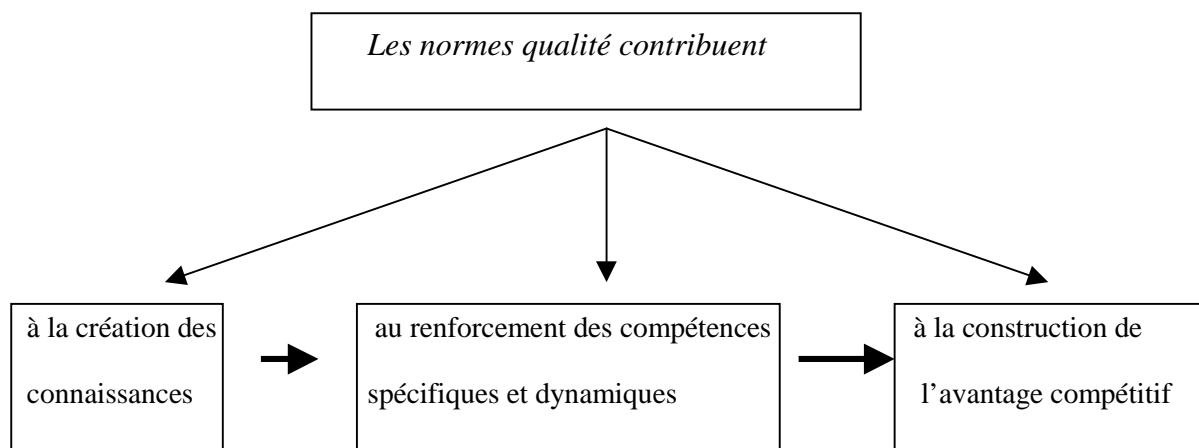 Les normes qualité contribuent
à la création des
connaissances
au renforcement des compétences
spécifiques et dynamiques
à la construction de
l’avantage compétitif